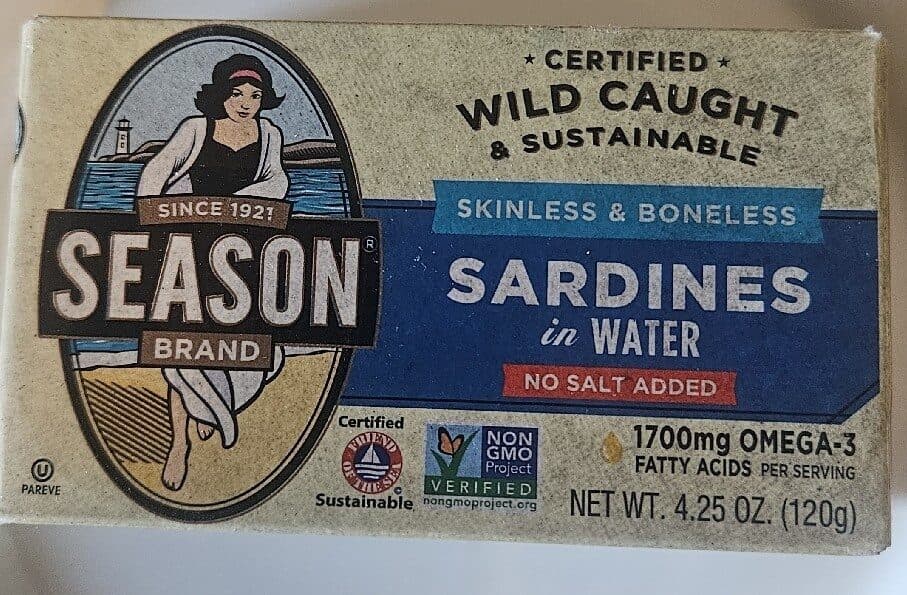 ★ CERTIFIED ★
WILD CAUGHT
& SUSTAINABLE
SINCE 1921
SEASON®
BRAND
SKINLESS & BONELESS
SARDINES
in WATER
NO SALT ADDED
U
PAREVE
Certified
FRIEND OF THE SEA
Sustainable
NON
GMO
Project
VERIFIED
nongmoproject.org
1700mg OMEGA-3
FATTY ACIDS PER SERVING
NET WT. 4.25 OZ. (120g)